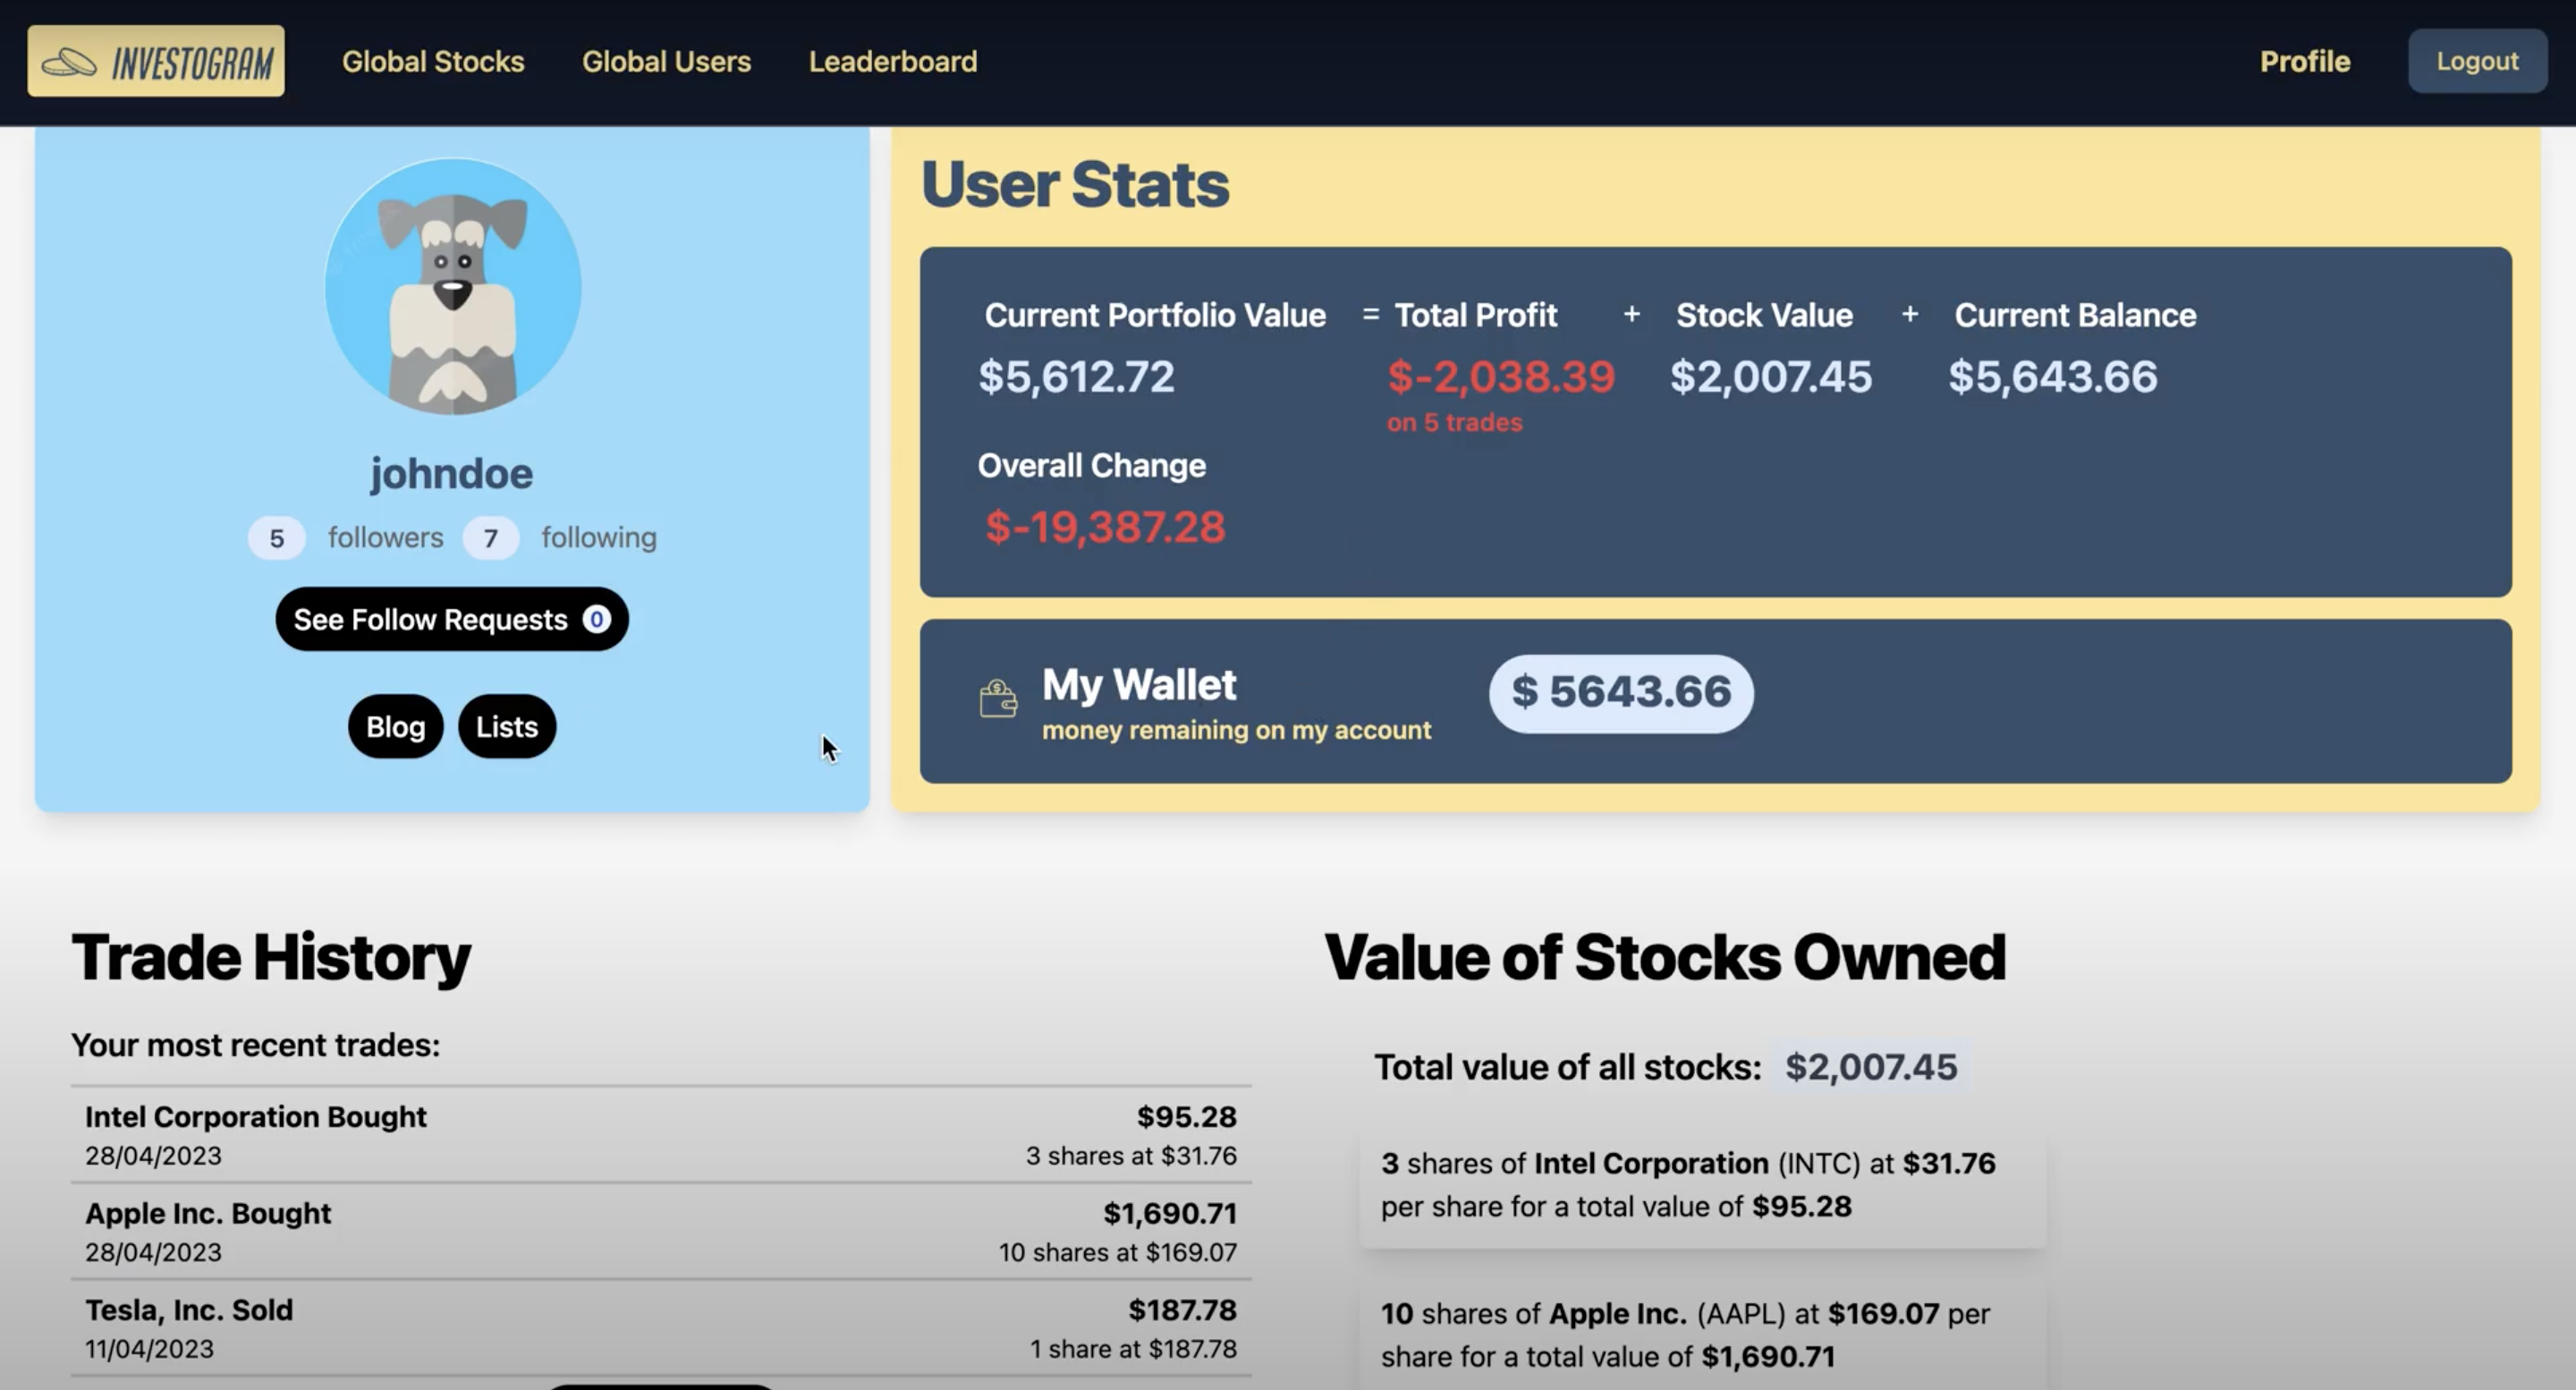 INVESTOGRAM Global Stocks Global Users Leaderboard Profile Logout
johndoe
5 followers 7 following
See Follow Requests 0
Blog Lists
User Stats
Current Portfolio Value = Total Profit + Stock Value + Current Balance
$5,612.72 $-2,038.39 $2,007.45 $5,643.66
on 5 trades
Overall Change
$-19,387.28
My Wallet $ 5643.66
money remaining on my account
Trade History
Your most recent trades:
Intel Corporation Bought $95.28
28/04/2023 3 shares at $31.76
Apple Inc. Bought $1,690.71
28/04/2023 10 shares at $169.07
Tesla, Inc. Sold $187.78
11/04/2023 1 share at $187.78
Value of Stocks Owned
Total value of all stocks: $2,007.45
3 shares of Intel Corporation (INTC) at $31.76
per share for a total value of $95.28
10 shares of Apple Inc. (AAPL) at $169.07 per
share for a total value of $1,690.71